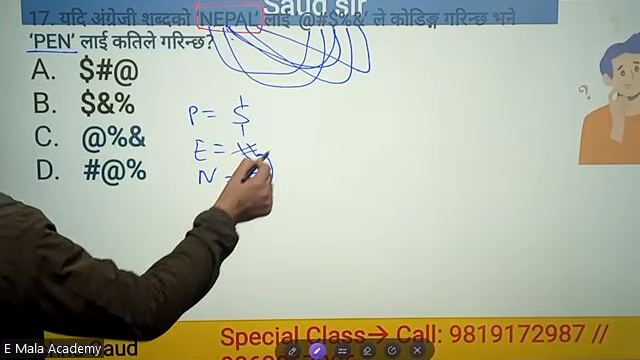 Saud sir
17. यदि अंग्रेजी शब्दको 'NEPAL' लाई '@#$%&' ले कोडिङ्ग गरिन्छ भने
'PEN' लाई कतिले गरिन्छ?
A. $#@
B. $&%
C. @%&
D. #@%
P = $
E = #
N =
Special Class→ Call: 9819172987 //
E Mala Academy